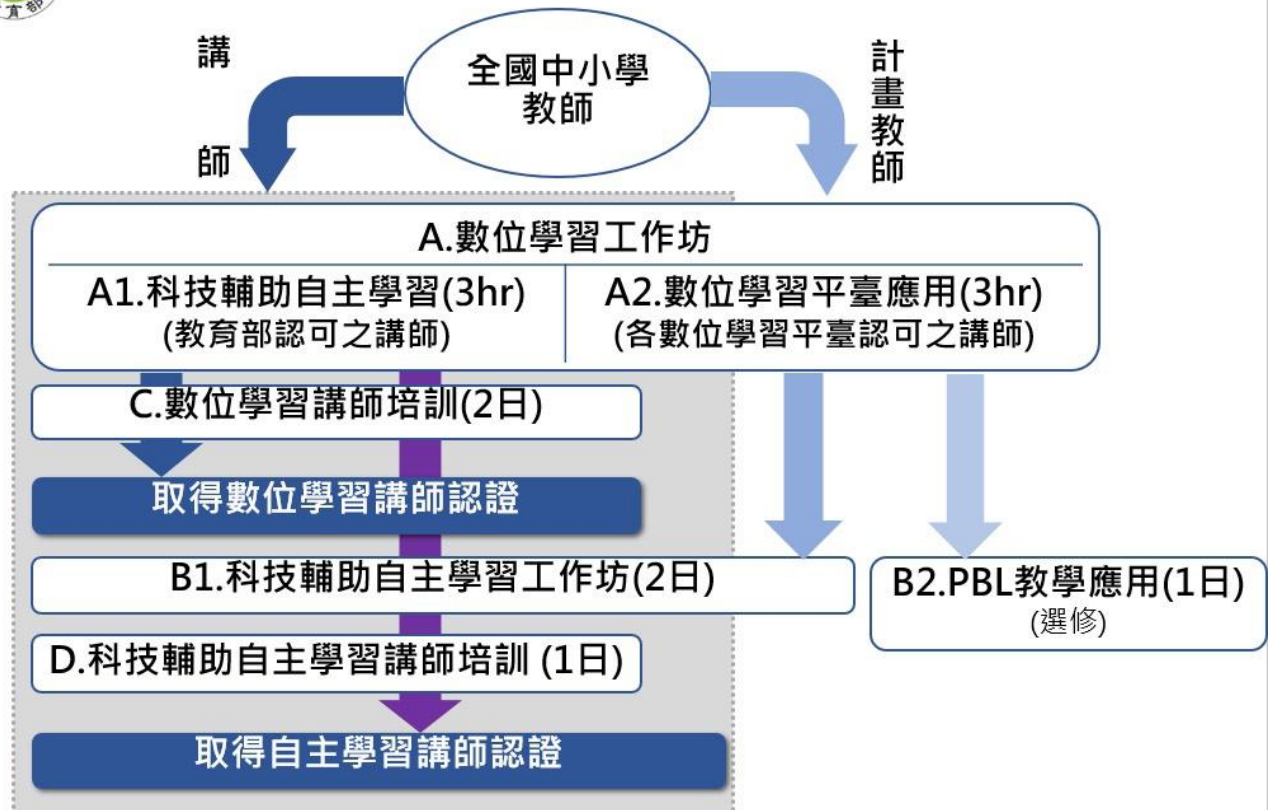 全國中小學
教師
講
師
計畫教師
A.數位學習工作坊
A1.科技輔助自主學習(3hr)
(教育部認可之講師)
A2.數位學習平臺應用(3hr)
(各數位學習平臺認可之講師)
C.數位學習講師培訓(2日)
取得數位學習講師認證
B1.科技輔助自主學習工作坊(2日)
B2.PBL教學應用(1日)
(選修)
D.科技輔助自主學習講師培訓 (1日)
取得自主學習講師認證